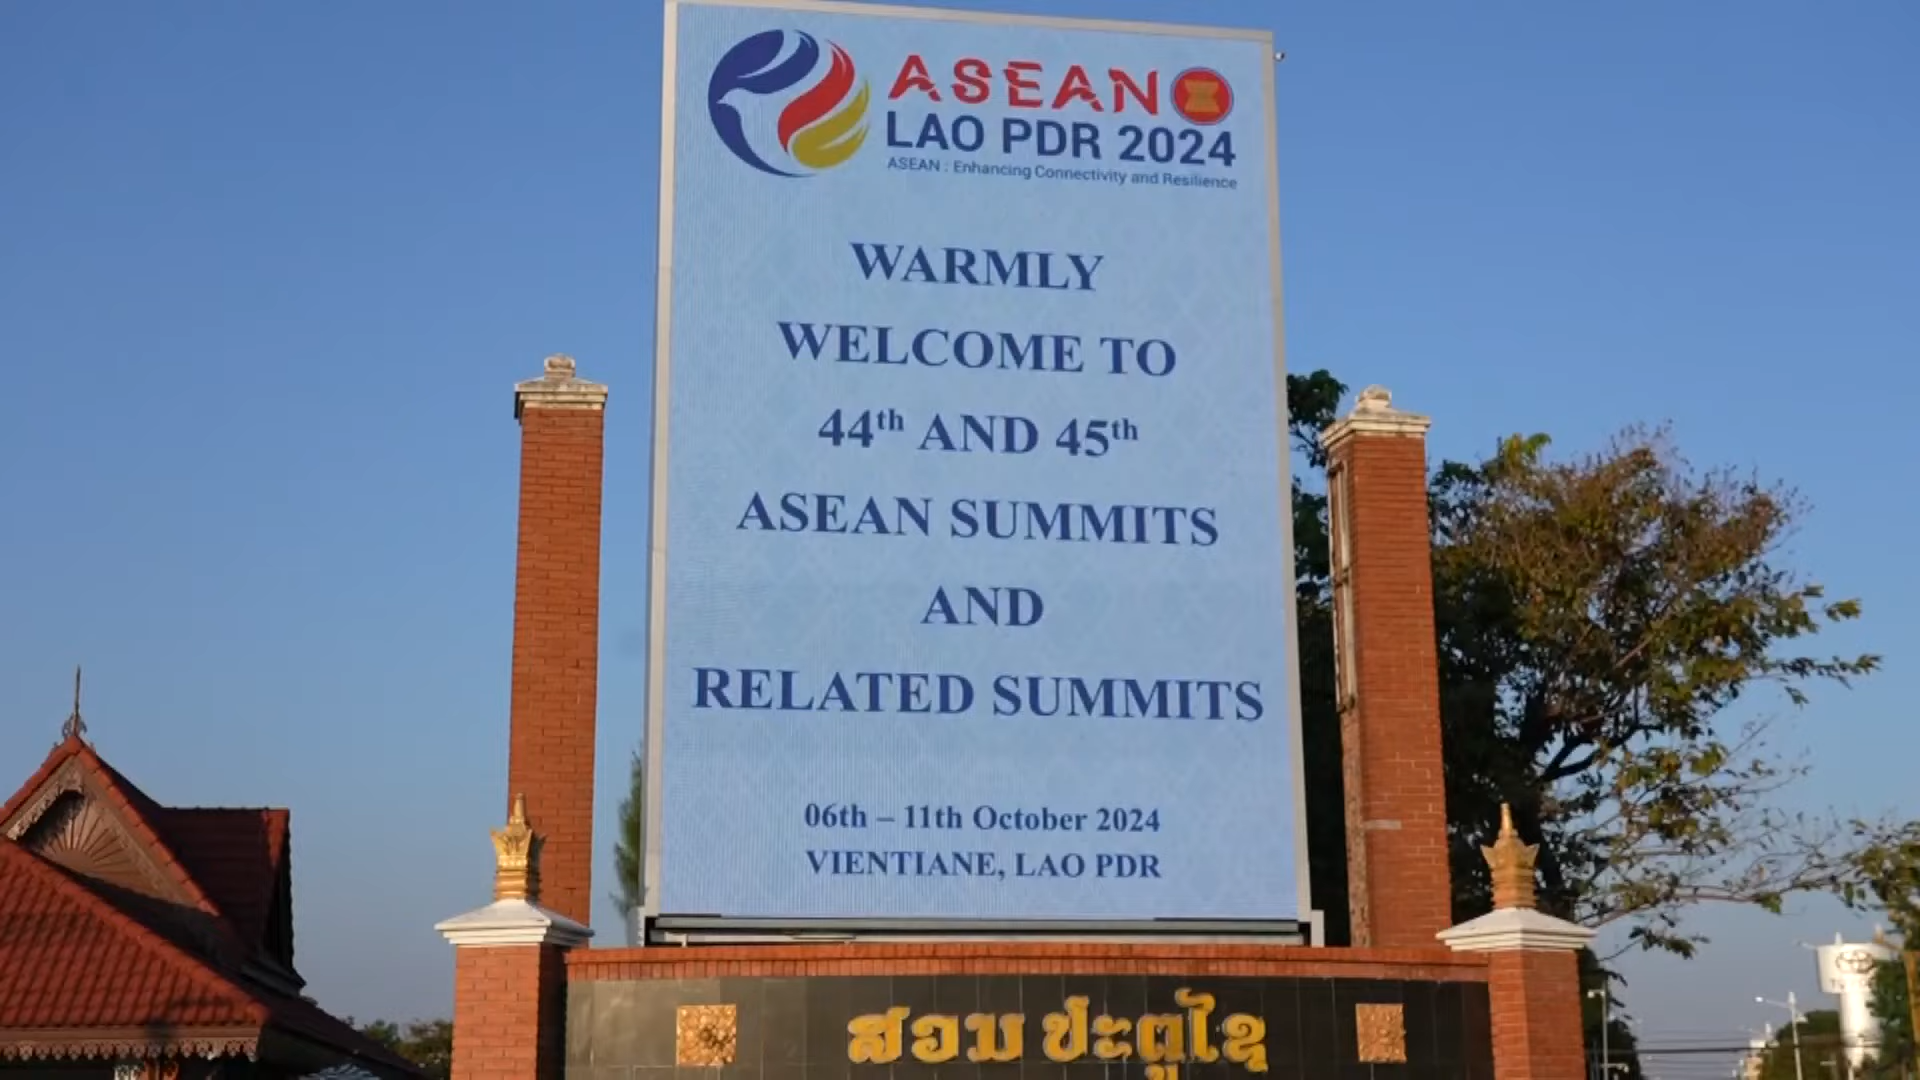 ASEAN
LAO PDR 2024
ASEAN : Enhancing Connectivity and Resilience
WARMLY
WELCOME TO
44th AND 45th
ASEAN SUMMITS
AND
RELATED SUMMITS
06th – 11th October 2024
VIENTIANE, LAO PDR
ສວນ ປະຕູໄຊ